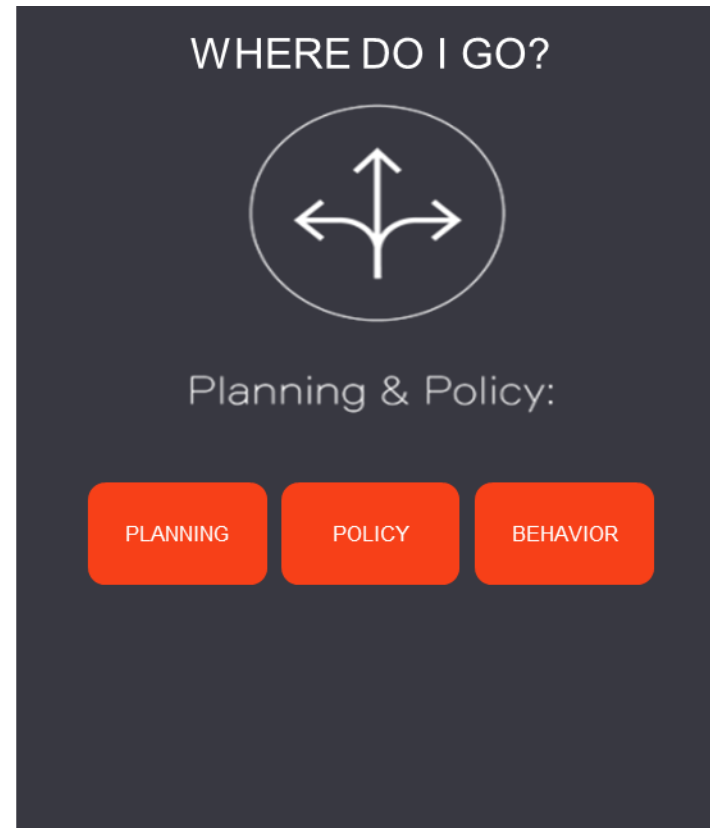 WHERE DO I GO?
Planning & Policy:
PLANNING
POLICY
BEHAVIOR